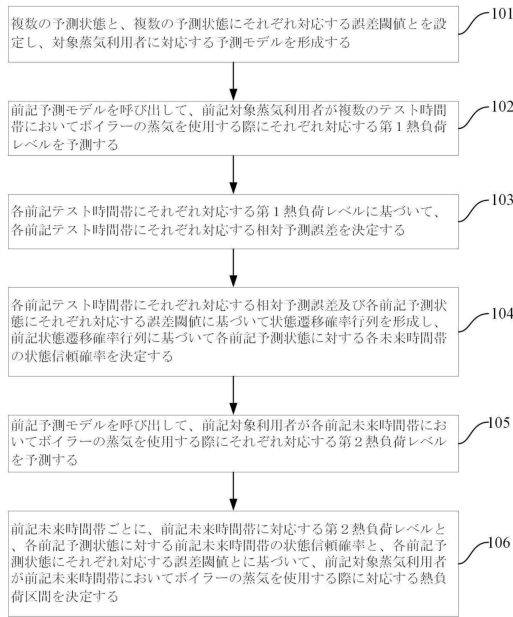 複数の予測状態と、複数の予測状態にそれぞれ対応する誤差閾値とを設
定し、対象蒸気利用者に対応する予測モデルを形成する
101
前記予測モデルを呼び出して、前記対象蒸気利用者が複数のテスト時間
帯においてボイラーの蒸気を使用する際にそれぞれ対応する第1熱負荷
レベルを予測する
102
各前記テスト時間帯にそれぞれ対応する第1熱負荷レベルに基づいて、
各前記テスト時間帯にそれぞれ対応する相対予測誤差を決定する
103
各前記テスト時間帯にそれぞれ対応する相対予測誤差及び各前記予測状
態にそれぞれ対応する誤差閾値に基づいて状態遷移確率行列を形成し、
前記状態遷移確率行列に基づいて各前記予測状態に対する各未来時間帯
の状態信頼確率を決定する
104
前記予測モデルを呼び出して、前記対象利用者が各前記未来時間帯にお
いてボイラーの蒸気を使用する際にそれぞれ対応する第2熱負荷レベル
を予測する
105
前記未来時間帯ごとに、前記未来時間帯に対応する第2熱負荷レベルと
、各前記予測状態に対する前記未来時間帯の状態信頼確率と、各前記予
測状態にそれぞれ対応する誤差閾値とに基づいて、前記対象蒸気利用者
が前記未来時間帯においてボイラーの蒸気を使用する際に対応する熱負
荷区間を決定する
106